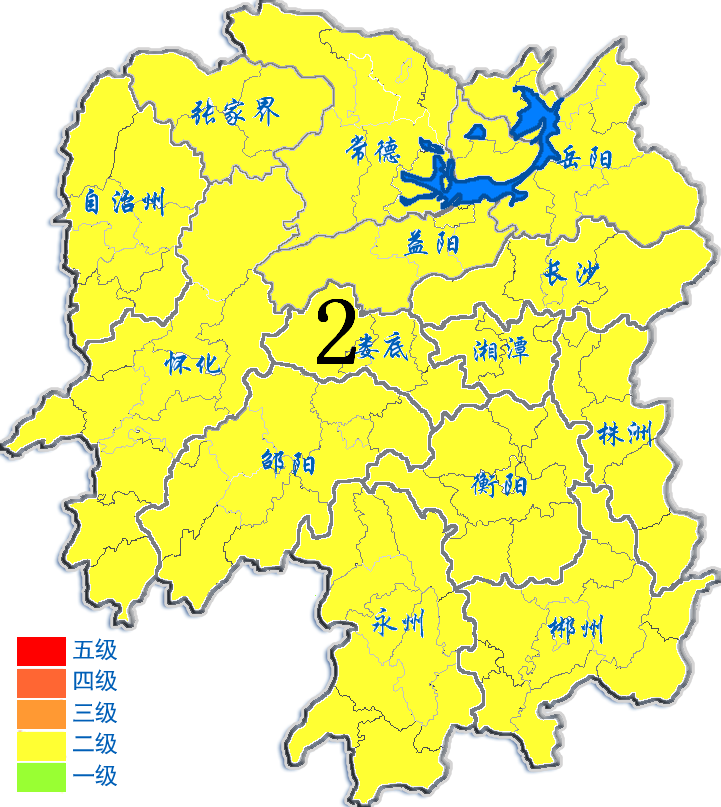 张家界
常德
岳阳
自治州
益阳
长沙
2
娄底
湘潭
怀化
株洲
邵阳
衡阳
永州
郴州
五级
四级
三级
二级
一级